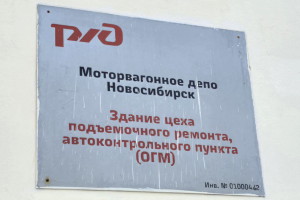 РЖД
Моторвагонное депо
Новосибирск
Здание цеха
подъемочного ремонта,
автоконтрольного пункта
(ОГМ)
Инв. № 01000442